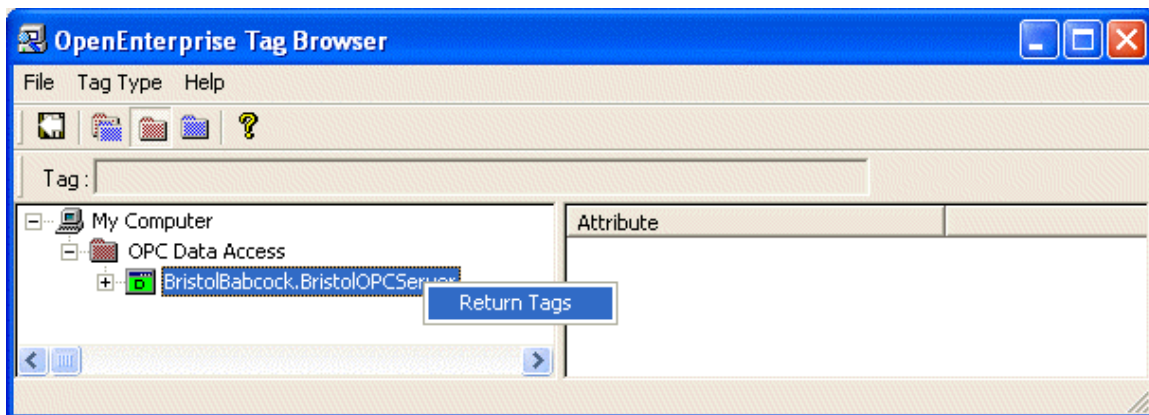 OpenEnterprise Tag Browser
File Tag Type Help
Tag :
My Computer
Attribute
OPC Data Access
BristolBabcock.BristolOPCServer
Return Tags